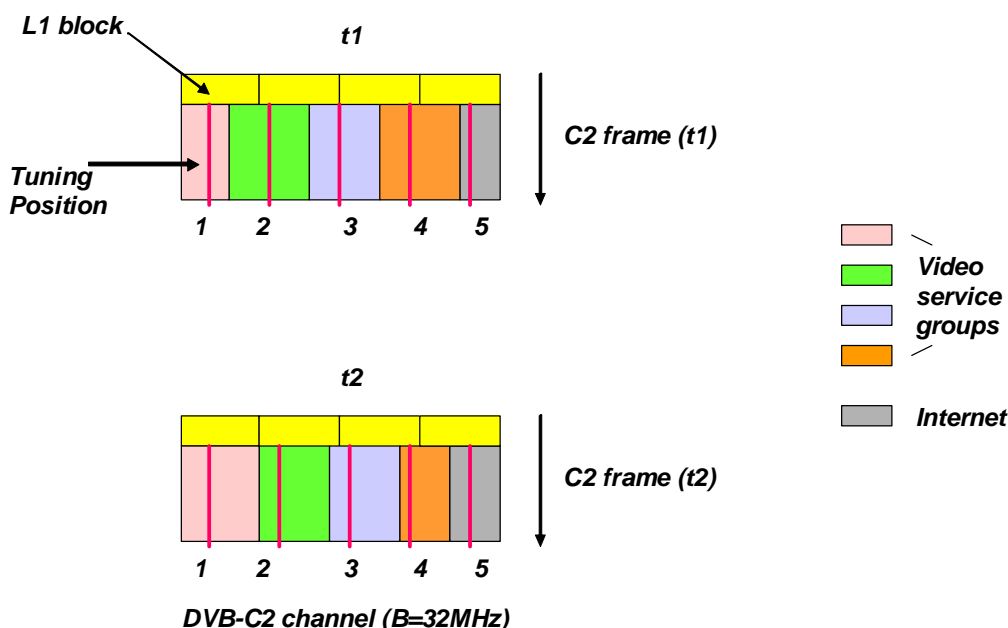 L1 block
t1
C2 frame (t1)
Tuning
Position
1 2 3 4 5
Video
service
groups
Internet
t2
C2 frame (t2)
1 2 3 4 5
DVB-C2 channel (B=32MHz)